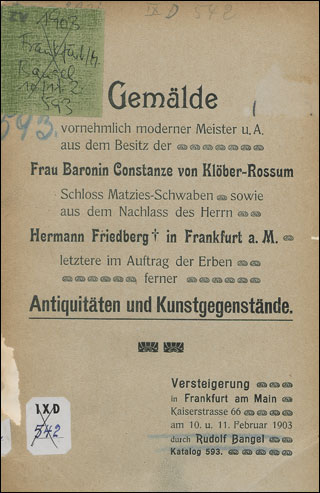 IX D 542
1903
Frankfurt/M.
Bangel
593
593.
Gemälde
vornehmlich moderner Meister u. A.
aus dem Besitz der
Frau Baronin Constanze von Klöber-Rossum
Schloss Matzies-Schwaben sowie
aus dem Nachlass des Herrn
Hermann Friedberg † in Frankfurt a. M.
letztere im Auftrag der Erben
ferner
Antiquitäten und Kunstgegenstände.
Versteigerung
in Frankfurt am Main
Kaiserstrasse 66
am 10. u. 11. Februar 1903
durch Rudolf Bangel
Katalog 593.
IXD
542